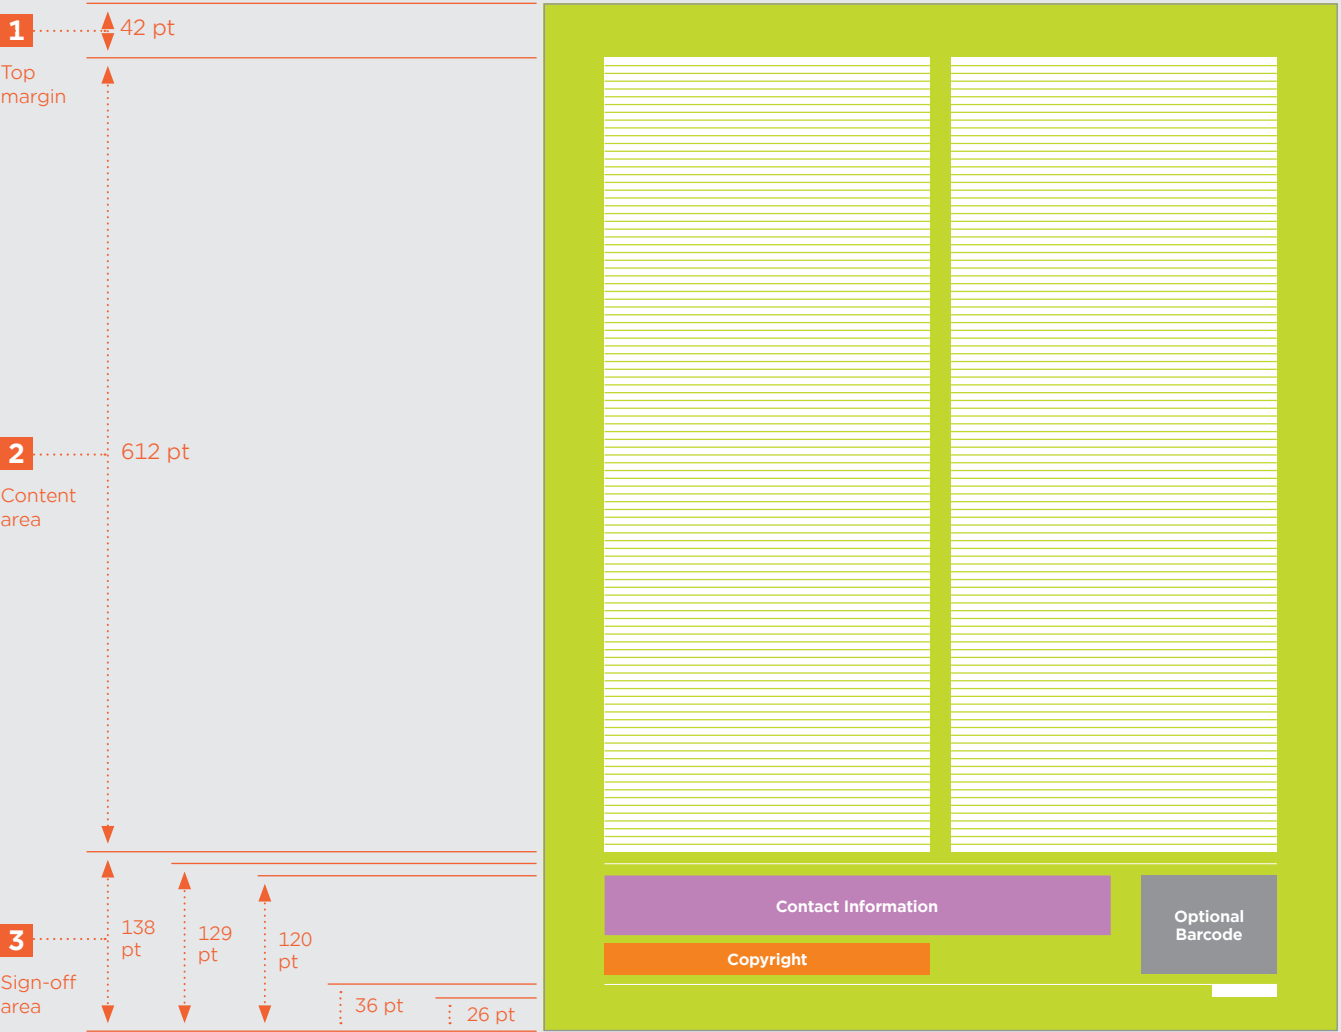 1
42 pt
Top
margin
2
612 pt
Content
area
3
138
pt
129
pt
120
pt
Sign-off
area
36 pt
26 pt
Contact Information
Copyright
Optional
Barcode